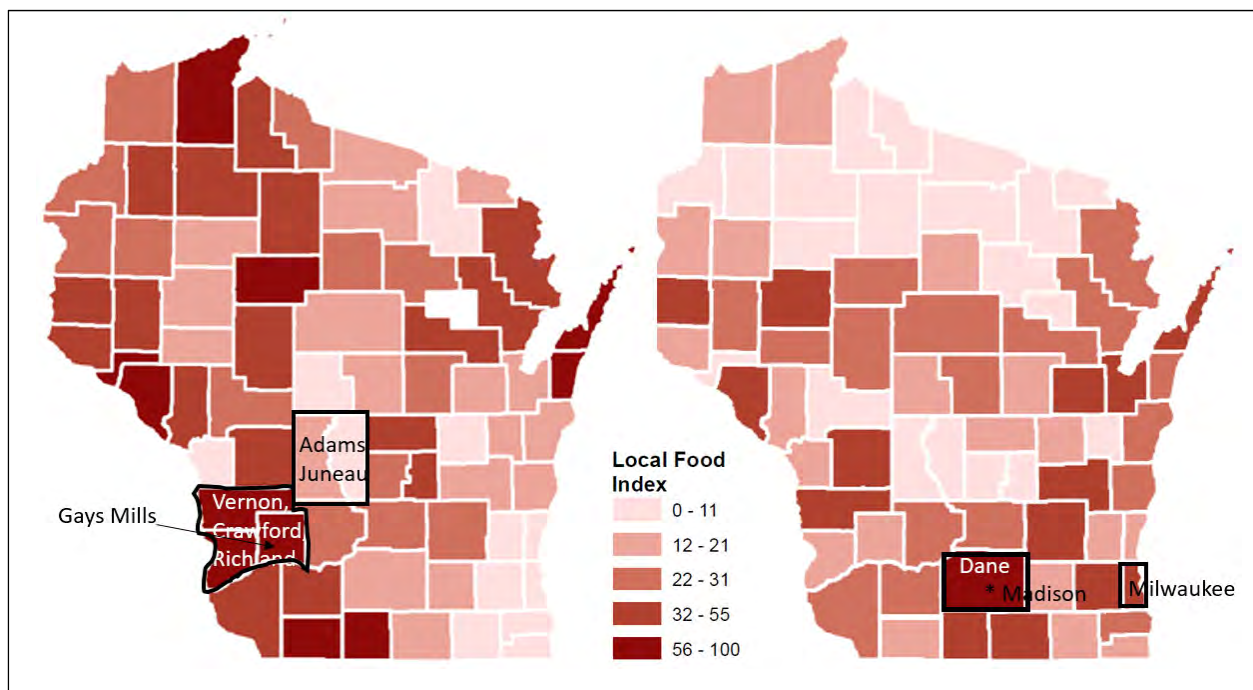 Adams
Juneau
Gays Mills
Vernon,
Crawford,
Richland
Local Food
Index
0 - 11
12 - 21
22 - 31
32 - 55
56 - 100
Dane
* Madison
Milwaukee